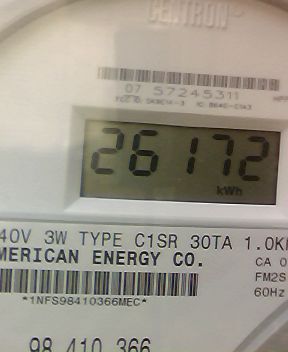 CENTRON®
07 57245311
26172
kWh
40V 3W TYPE C1SR 30TA 1.0K
MERICAN ENERGY CO.
CA 0
FM2S
*1NFS98410366MEC*
60Hz
98 410 366